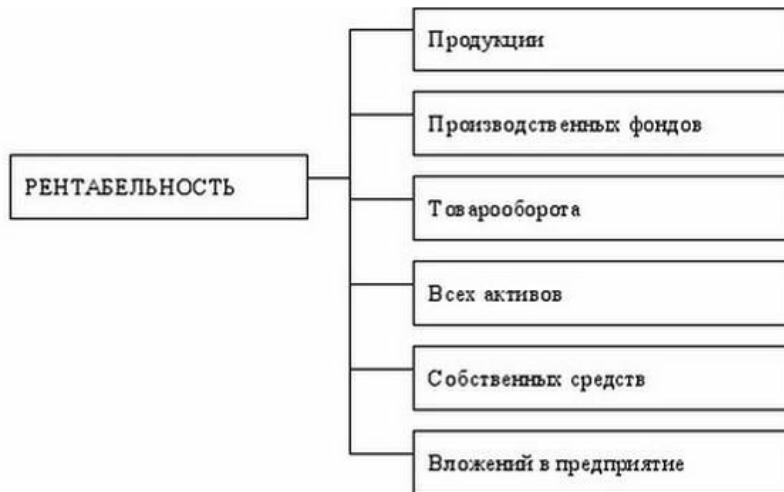 Продукции
Производственных фондов
РЕНТАБЕЛЬНОСТЬ
Товарооборота
Всех активов
Собственных средств
Вложений в предприятие